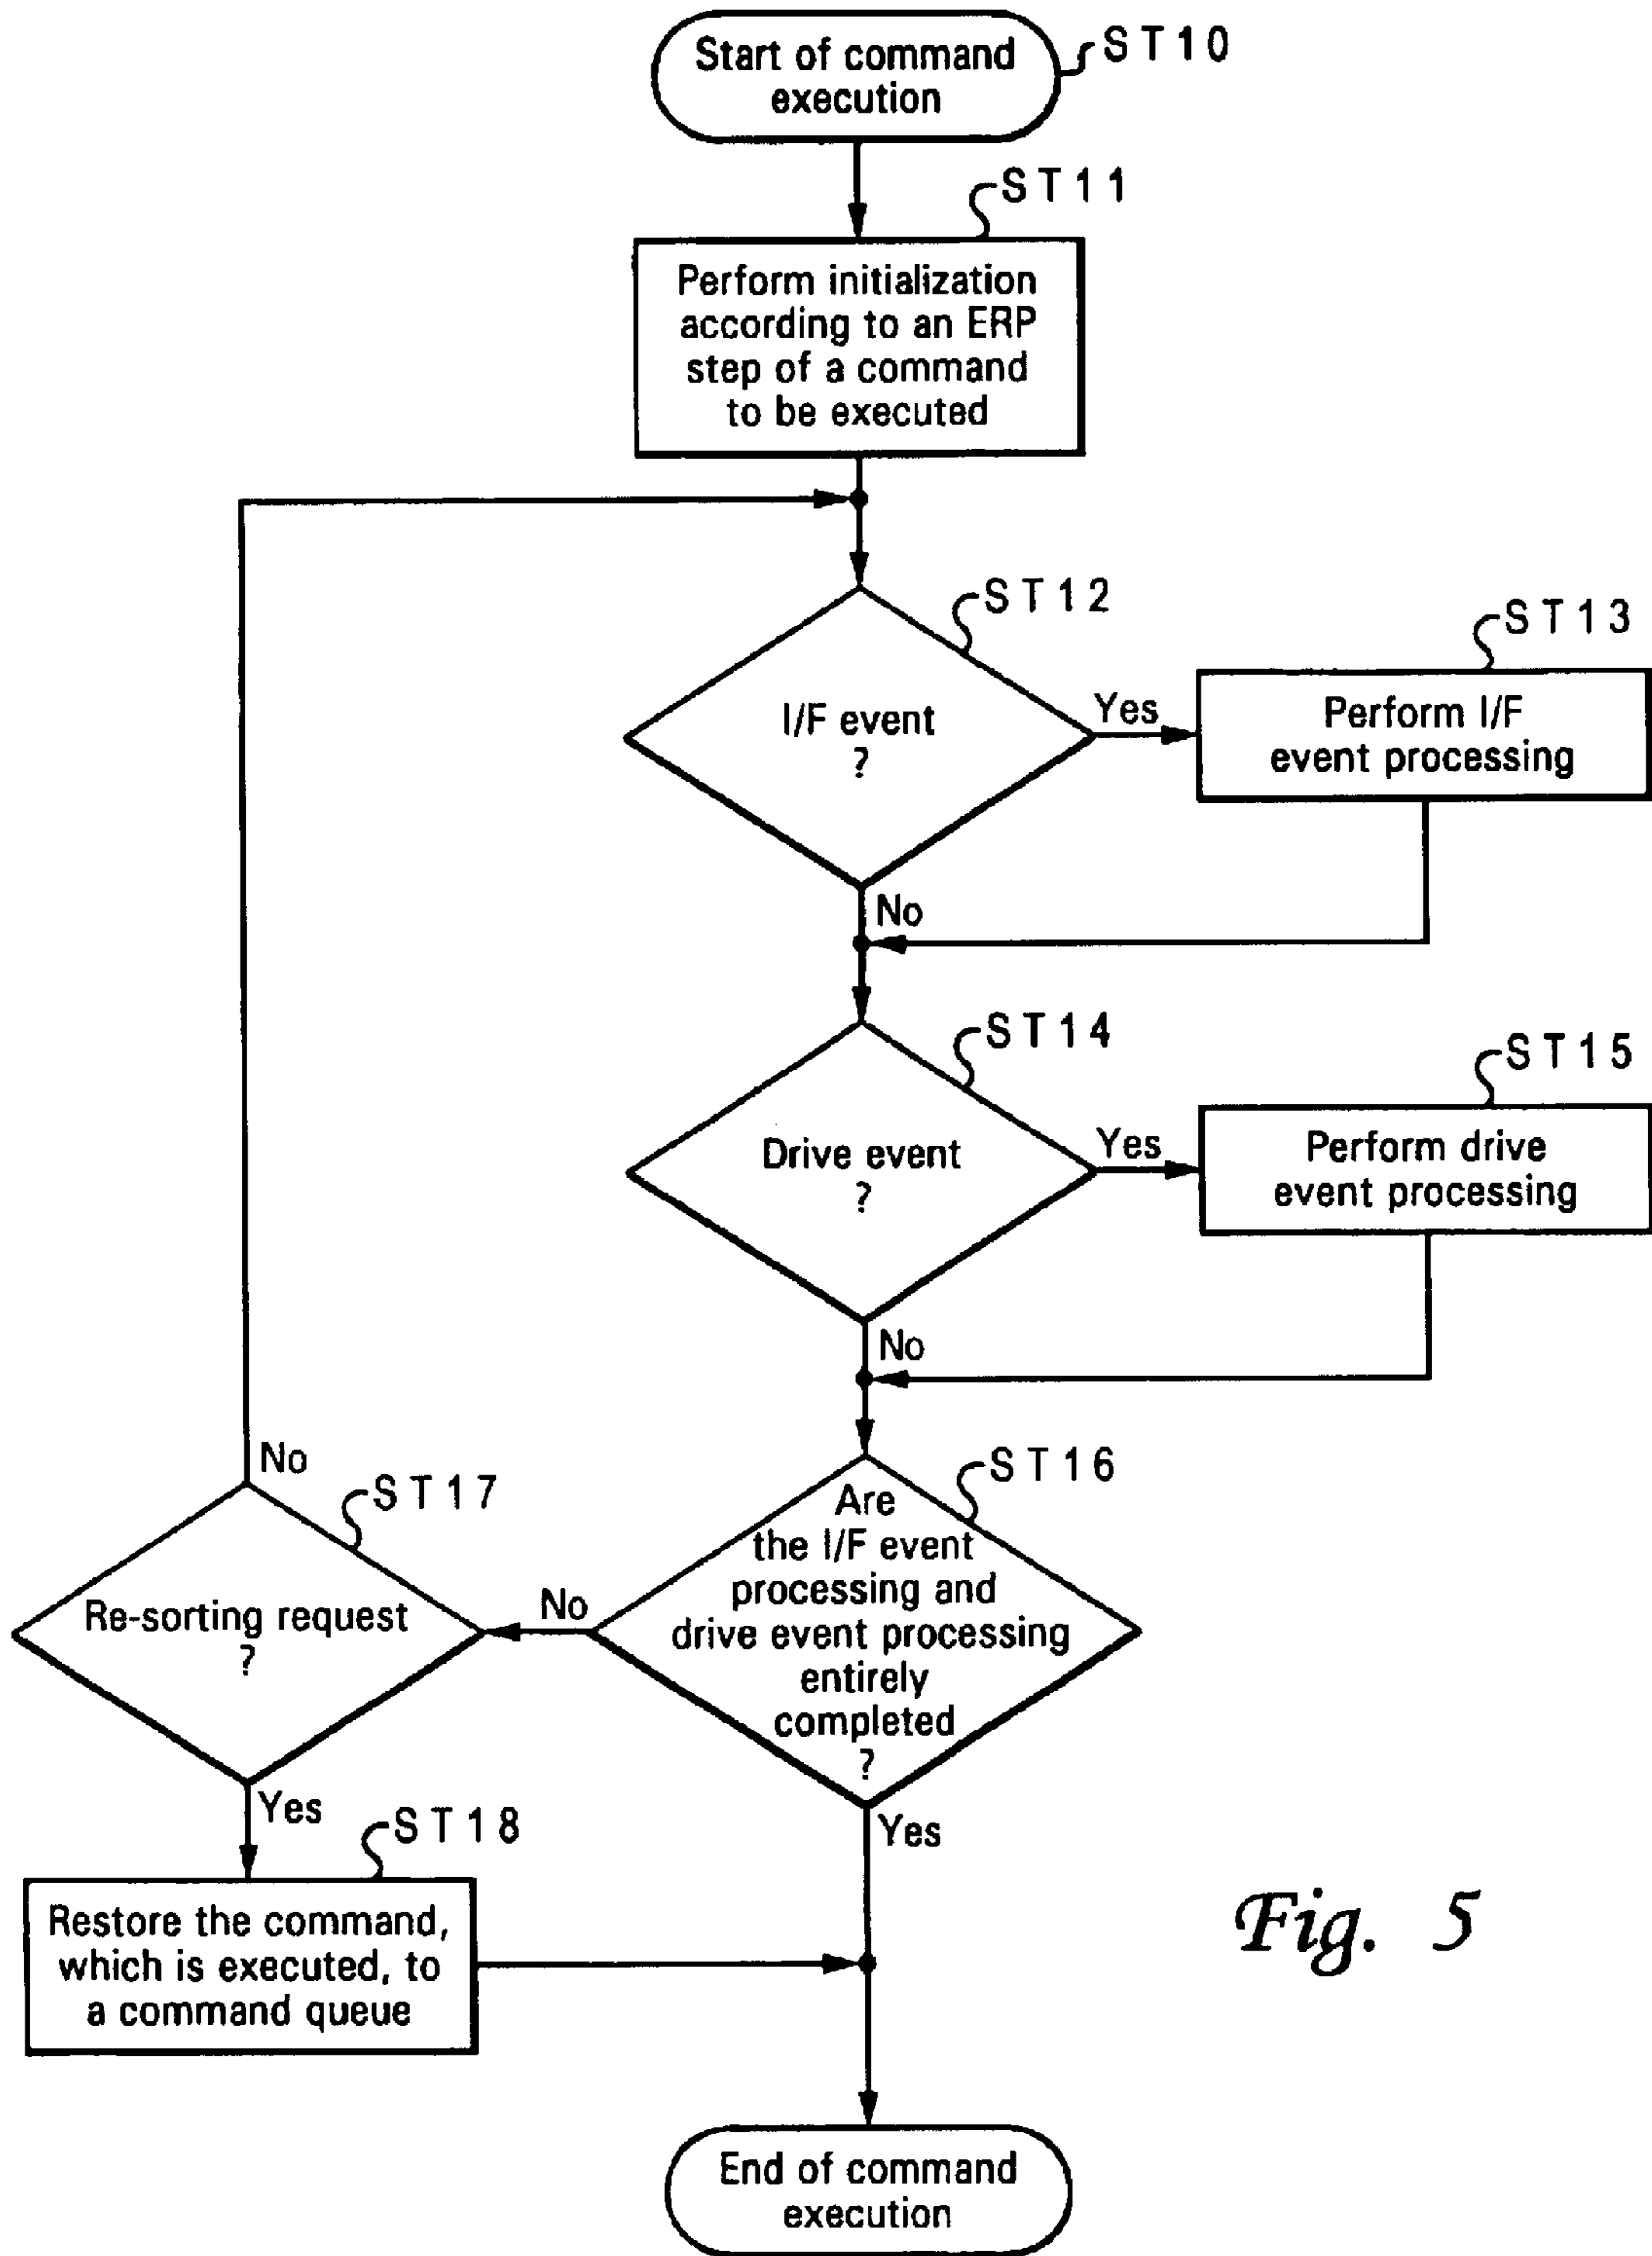 Start of command
execution
ST10
ST11
Perform initialization
according to an ERP
step of a command
to be executed
ST12
I/F event
?
Yes
No
ST13
Perform I/F
event processing
ST14
Drive event
?
Yes
No
ST15
Perform drive
event processing
ST16
Are
the I/F event
processing and
drive event processing
entirely
completed
?
No
Yes
ST17
Re-sorting request
?
No
Yes
ST18
Restore the command,
which is executed, to
a command queue
End of command
execution
Fig. 5